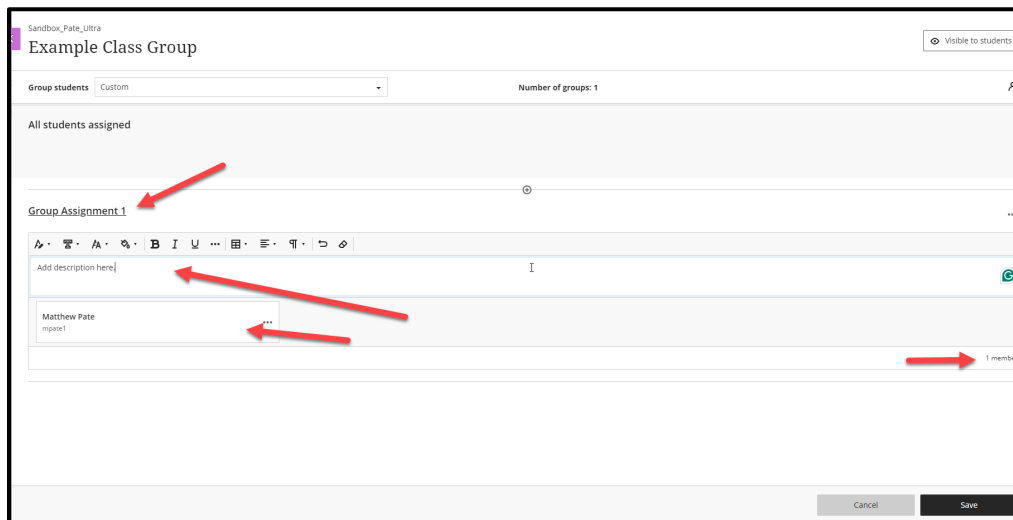 Sandbox_Pate_Ultra
Example Class Group
Visible to students
Group students Custom Number of groups: 1
All students assigned
Group Assignment 1
B I U
Add description here.
Matthew Pate
mpate1
1 membe
Cancel Save